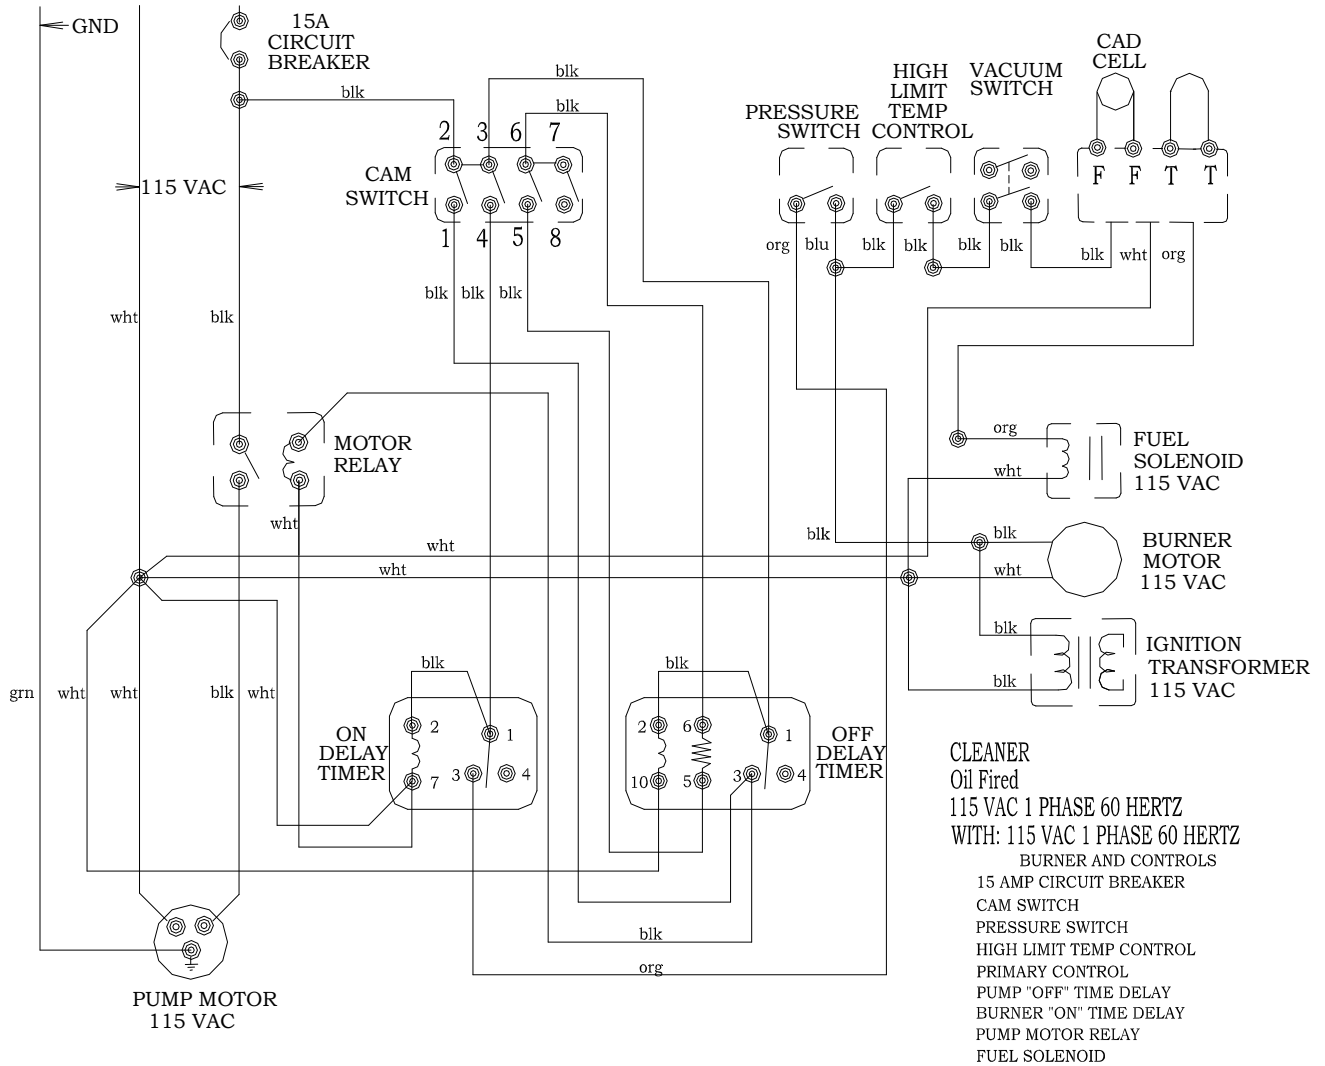 GND
15A
CIRCUIT
BREAKER
blk
blk
blk
2 3 6 7
CAM
SWITCH
1 4 5 8
blk blk blk
115 VAC
wht
blk
PRESSURE
SWITCH
HIGH
LIMIT
TEMP
CONTROL
VACUUM
SWITCH
CAD
CELL
F F T T
org blu blk blk blk blk blk wht org
MOTOR
RELAY
wht
wht
wht
blk
org
wht
FUEL
SOLENOID
115 VAC
blk
wht
BURNER
MOTOR
115 VAC
blk
blk
IGNITION
TRANSFORMER
115 VAC
grn wht wht blk wht
blk
ON
DELAY
TIMER
2 1
7 3 4
blk
OFF
DELAY
TIMER
2 6 1
10 5 3 4
blk
org
PUMP MOTOR
115 VAC
CLEANER
Oil Fired
115 VAC 1 PHASE 60 HERTZ
WITH: 115 VAC 1 PHASE 60 HERTZ
BURNER AND CONTROLS
15 AMP CIRCUIT BREAKER
CAM SWITCH
PRESSURE SWITCH
HIGH LIMIT TEMP CONTROL
PRIMARY CONTROL
PUMP "OFF" TIME DELAY
BURNER "ON" TIME DELAY
PUMP MOTOR RELAY
FUEL SOLENOID